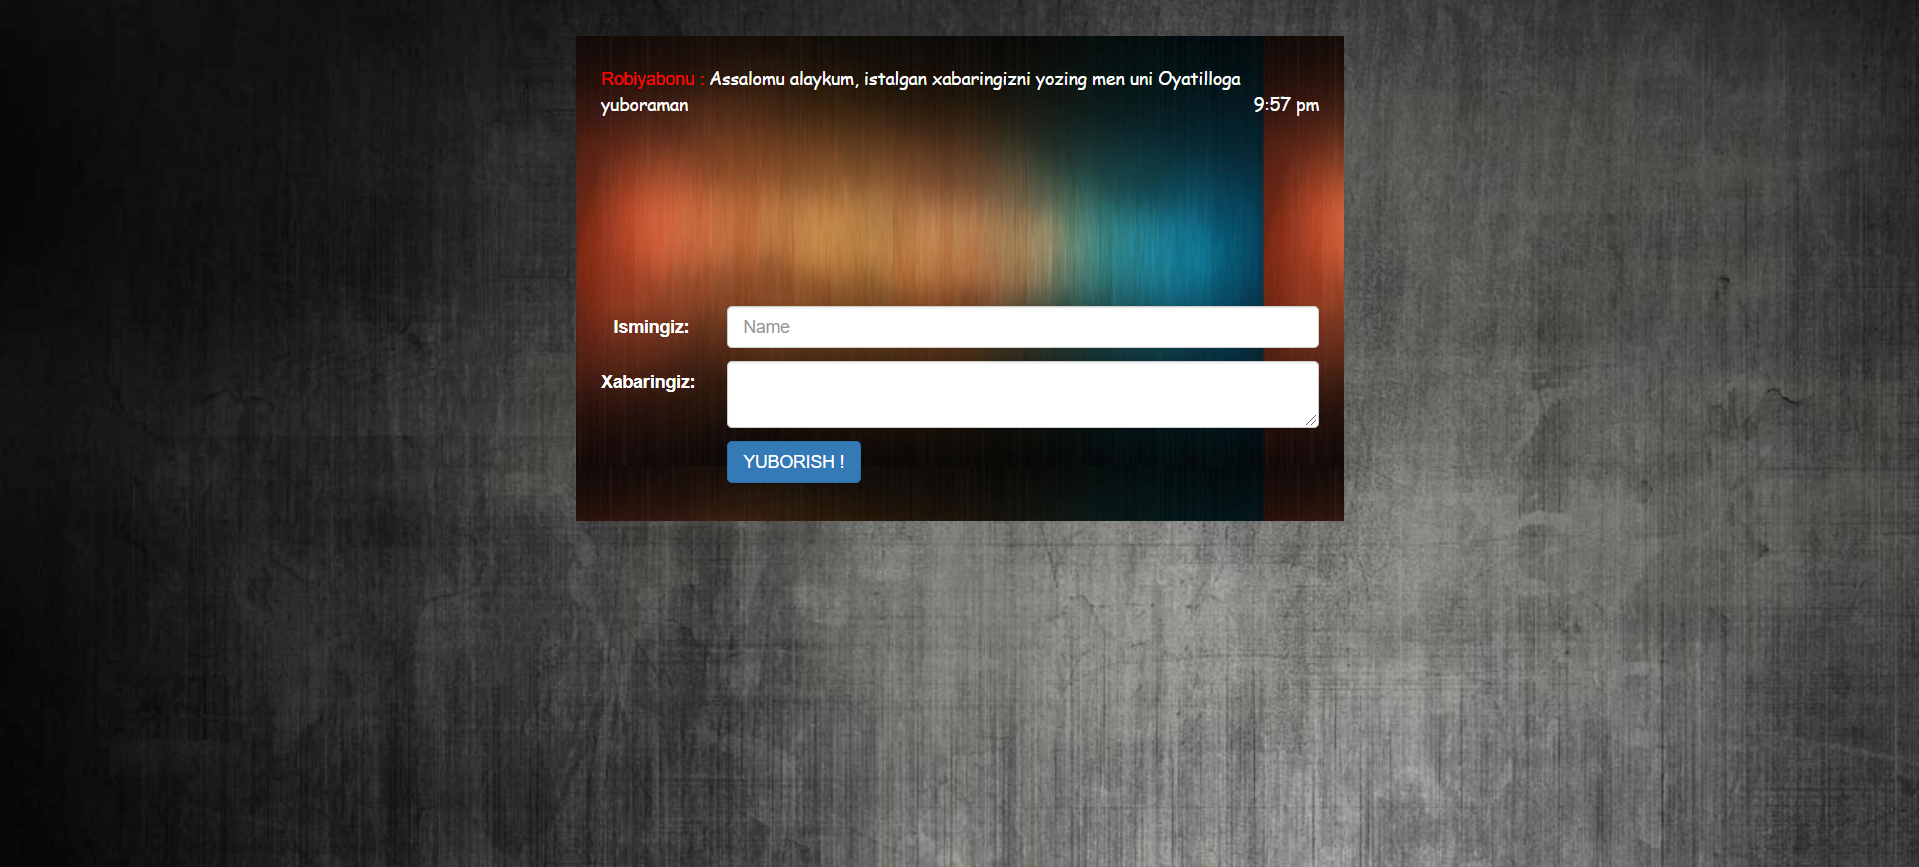 Robiyabonu : Assalomu alaykum, istalgan xabaringizni yozing men uni Oyatilloga
yuboraman 9:57 pm
Ismingiz: Name
Xabaringiz:
YUBORISH !